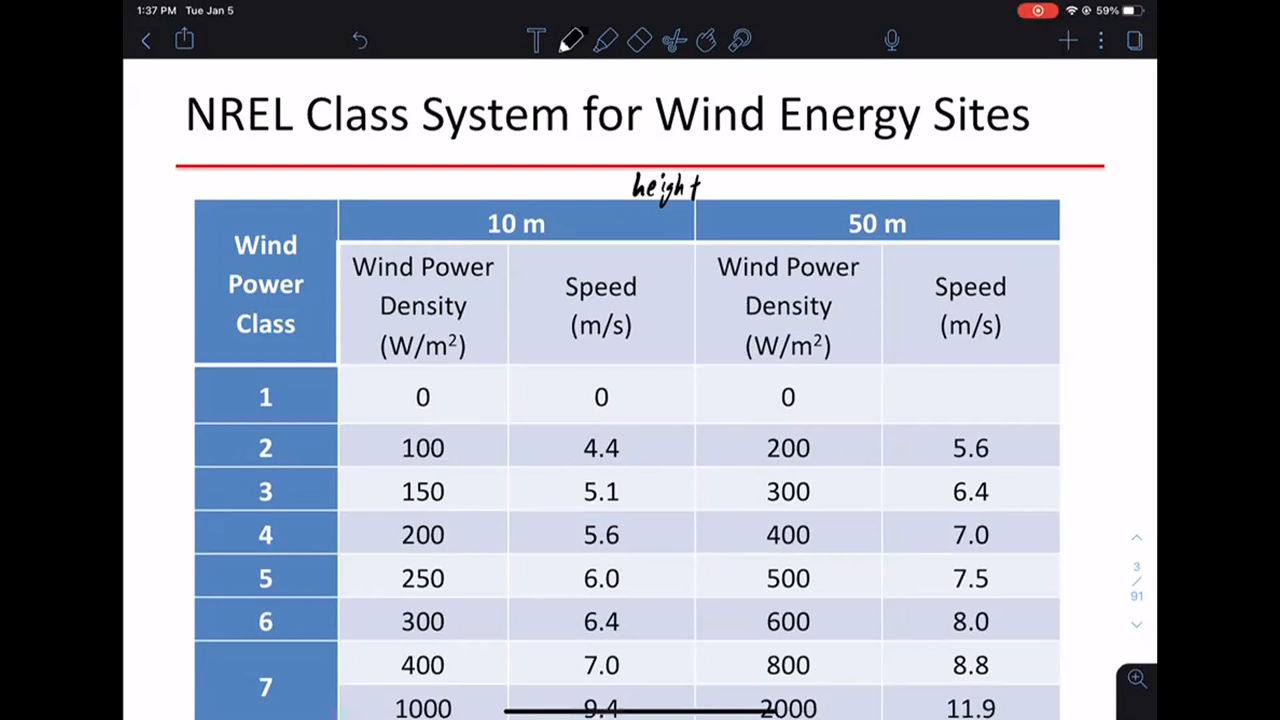 1:37 PM Tue Jan 5
59%
NREL Class System for Wind Energy Sites
height
Wind Power Class
10 m 50 m
Wind Power Density (W/m²) Speed (m/s) Wind Power Density (W/m²) Speed (m/s)
1 0 0 0
2 100 4.4 200 5.6
3 150 5.1 300 6.4
4 200 5.6 400 7.0
5 250 6.0 500 7.5
6 300 6.4 600 8.0
7 400 7.0 800 8.8
1000 9.4 2000 11.9
3
/
91